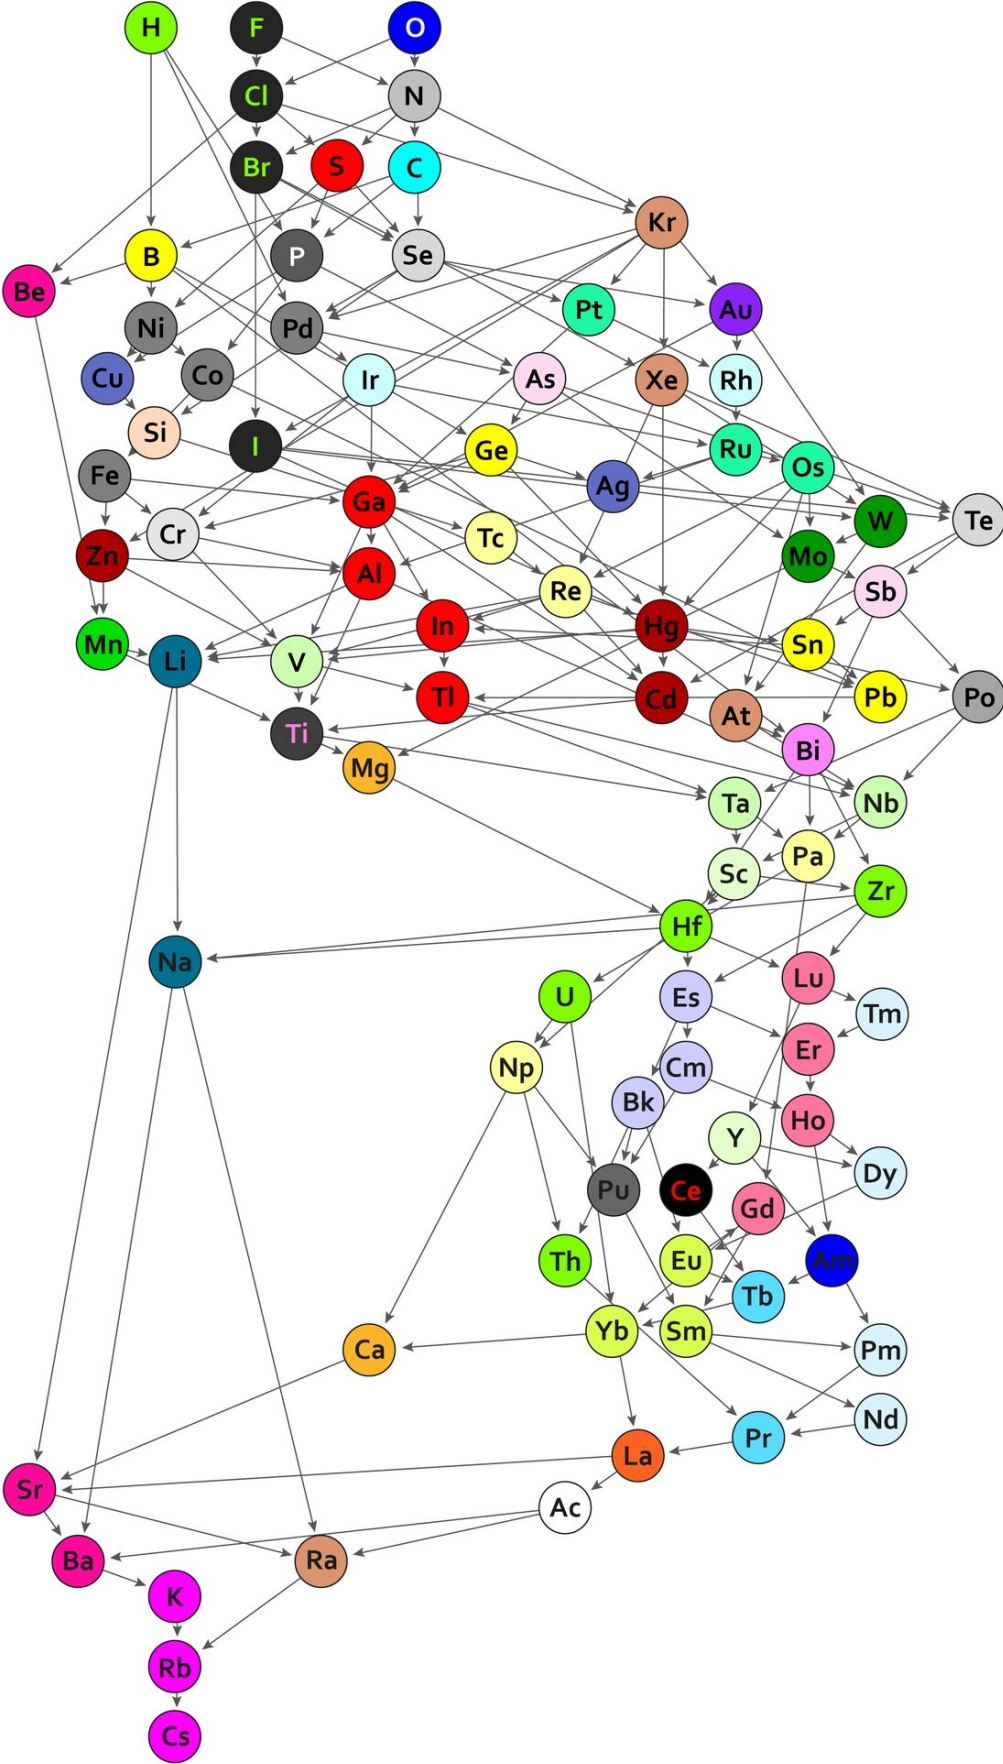 H F O
Cl N
Br S C
Kr
B P Se
Be
Ni Pd Pt Au
Cu Co Ir As Xe Rh
Si I Ge Ru Os
Fe Ga Ag W Te
Cr Tc Mo
Zn Al Re Sb
Mn Li V In Hg Sn
Tl Cd At Pb Po
Ti Mg Bi
Ta Nb
Sc Pa Zr
Hf
Na U Es Lu Tm
Np Cm Er
Bk Y Ho
Pu Ce Gd Dy
Th Eu Tb Am
Ca Yb Sm Pm
La Pr Nd
Sr Ac
Ba Ra
K
Rb
Cs